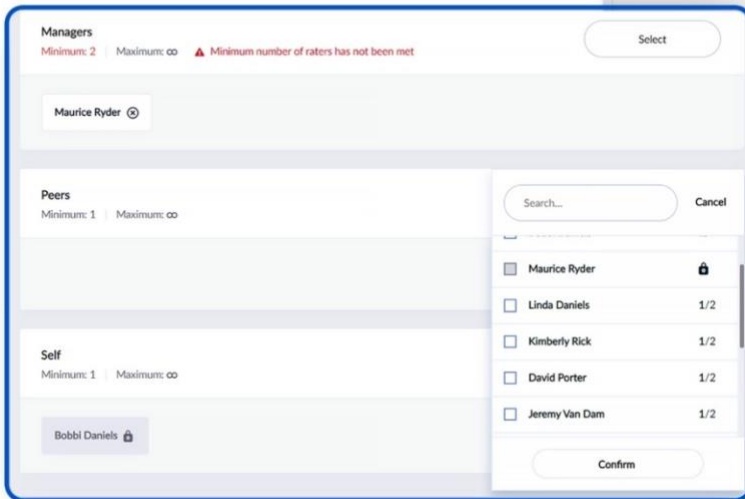 Managers
Select
Minimum: 2 Maximum: ∞ Minimum number of raters has not been met
Maurice Ryder
Peers
Minimum: 1 Maximum: ∞
Search... Cancel
Maurice Ryder
Linda Daniels 1/2
Kimberly Rick 1/2
David Porter 1/2
Jeremy Van Dam 1/2
Confirm
Self
Minimum: 1 Maximum: ∞
Bobbi Daniels